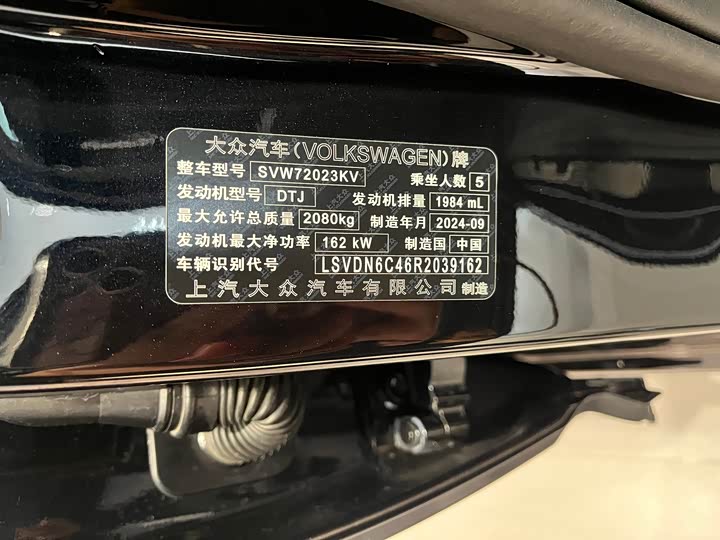 大众汽车(VOLKSWAGEN)牌
整车型号 SVW72023KV 乘坐人数 5
发动机型号 DTJ 发动机排量 1984 mL
最大允许总质量 2080kg 制造年月 2024-09
发动机最大净功率 162 kW 制造国 中国
车辆识别代号 LSVDN6C46R2039162
上汽大众汽车有限公司 制造